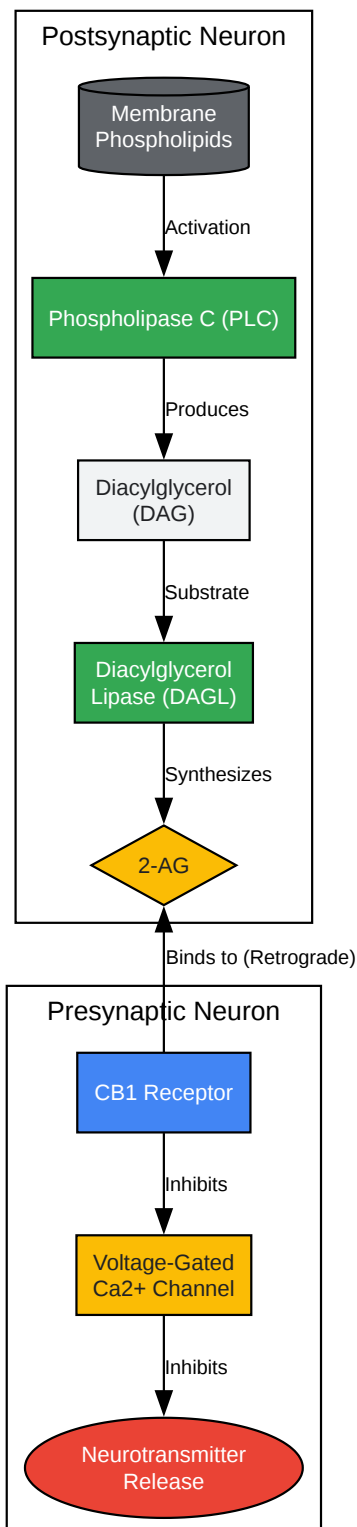 Postsynaptic Neuron
Membrane
Phospholipids
Activation
Phospholipase C (PLC)
Produces
Diacylglycerol
(DAG)
Substrate
Diacylglycerol
Lipase (DAGL)
Synthesizes
2-AG
Binds to (Retrograde)
Presynaptic Neuron
CB1 Receptor
Inhibits
Voltage-Gated
Ca2+ Channel
Inhibits
Neurotransmitter
Release